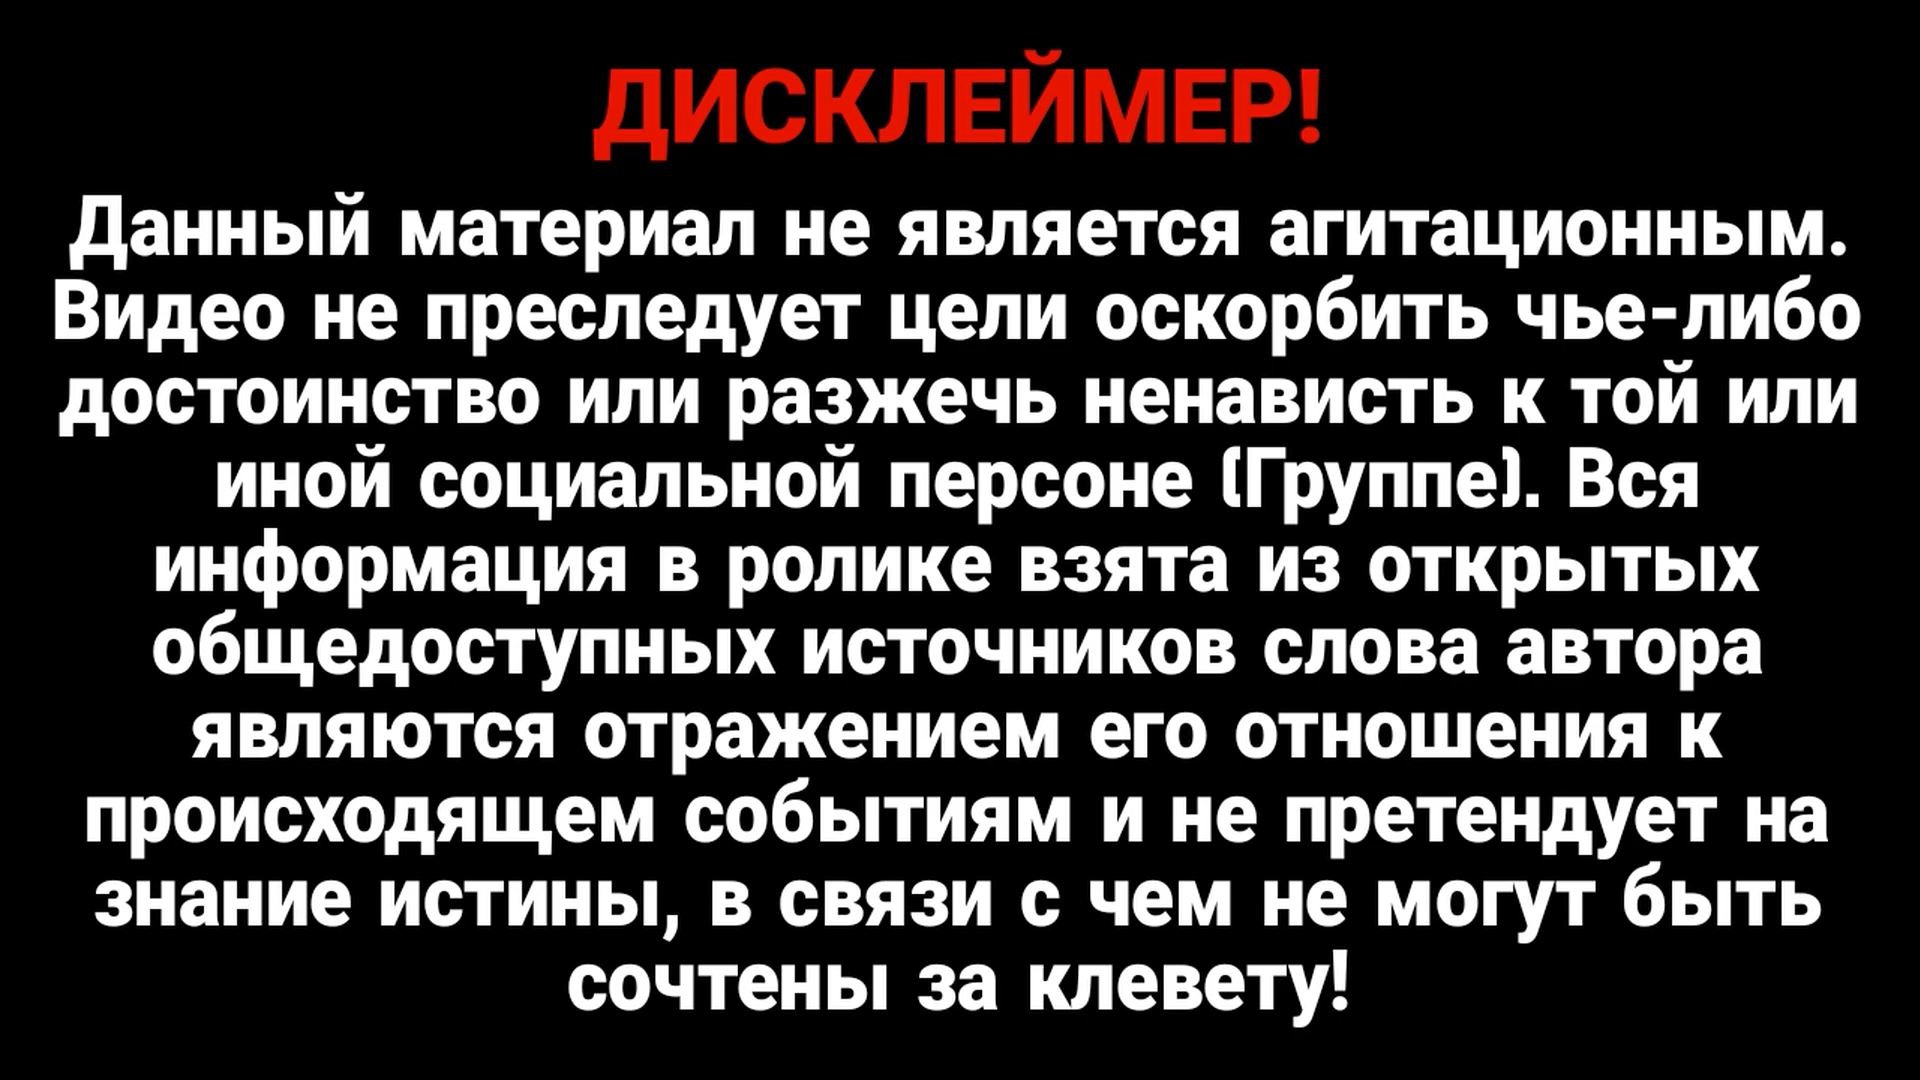 ДИСКЛЕЙМЕР!
Данный материал не является агитационным.
Видео не преследует цели оскорбить чье-либо
достоинство или разжечь ненависть к той или
иной социальной персоне (Группе). Вся
информация в ролике взята из открытых
общедоступных источников слова автора
являются отражением его отношения к
происходящем событиям и не претендует на
знание истины, в связи с чем не могут быть
сочтены за клевету!